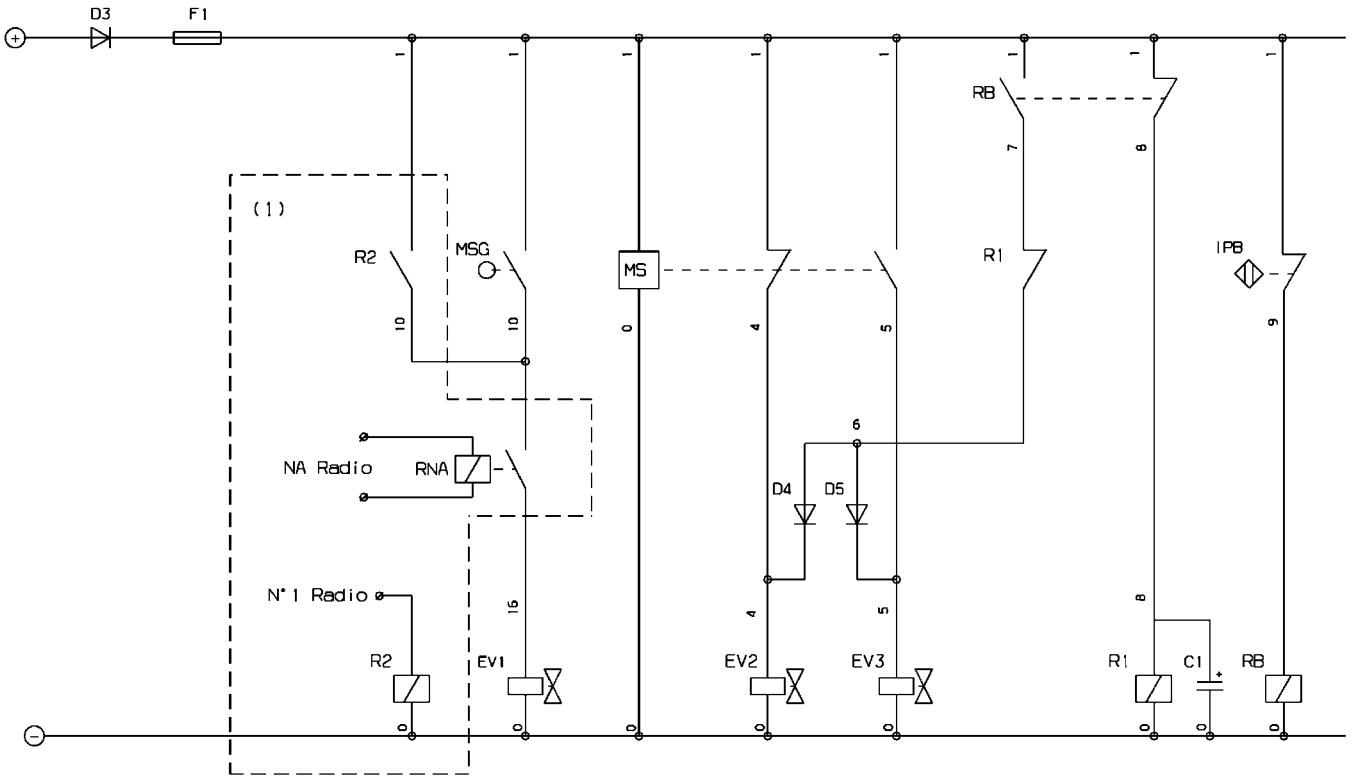 D3 F1
+
1 1 1 1 1 1 1 1
RB
7 8
(1)
R2 MSG MS R1 IPB
10 10 0 4 5 9
6
NA Radio RNA
D4 D5
N°1 Radio
16 4 5 8
R2 EV1 EV2 EV3 R1 C1 + RB
0 0 0 0 0 0 0 0
-